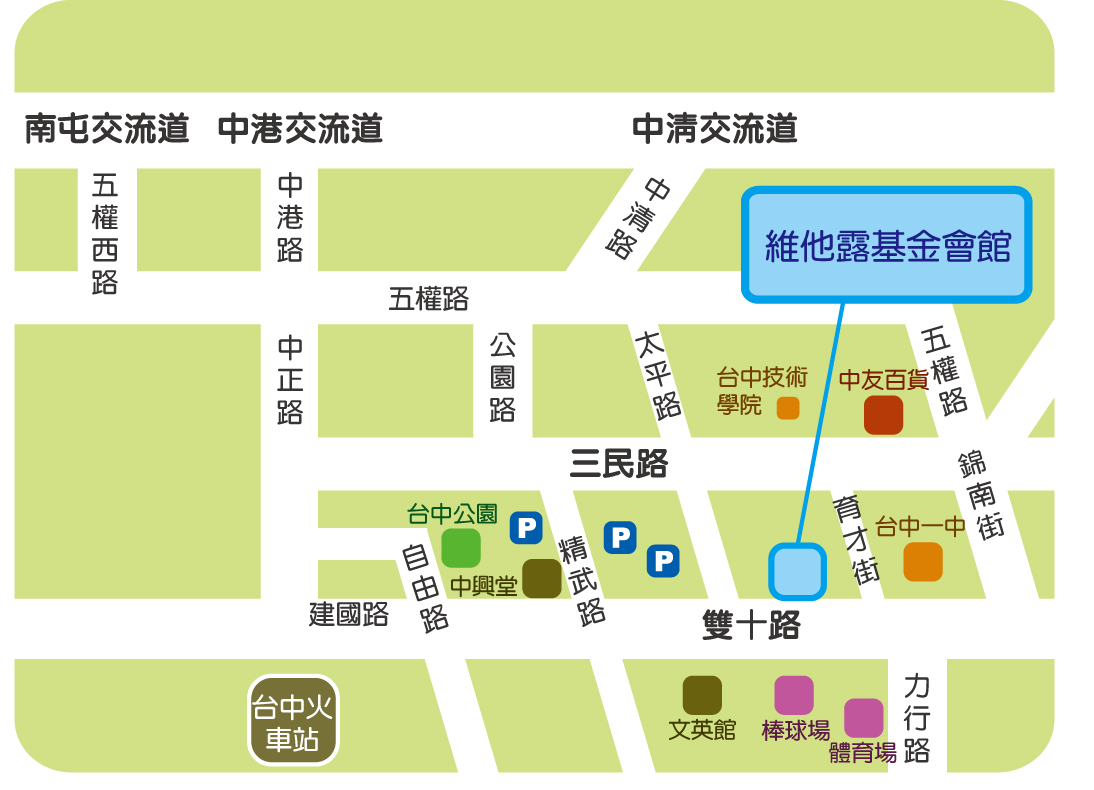 南屯交流道
中港交流道
中清交流道
五權西路
中港路
中清路
維他露基金會館
五權路
中正路
公園路
太平路
台中技術
學院
中友百貨
五權路
三民路
錦南街
台中公園
P
P
P
自由路
中興堂
精武路
育才街
台中一中
建國路
雙十路
台中火
車站
文英館
棒球場
體育場
力行路